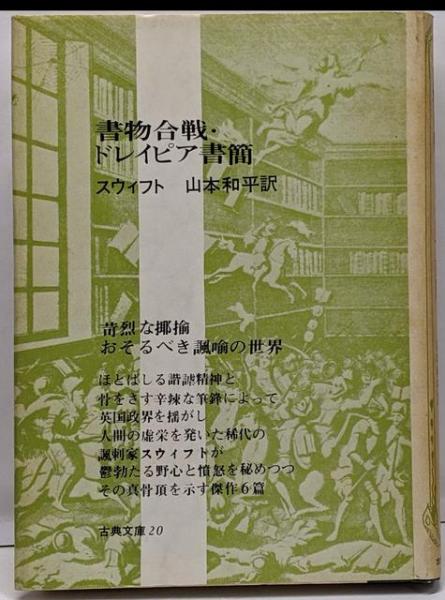 書物合戦・
ドレイピア書簡
スウィフト 山本和平訳
苛烈な揶揄
おそるべき諷喩の世界
ほとばしる諧謔精神と
骨をさす辛辣な筆鋒によって
英国政界を揺がし
人間の虚栄を発いた稀代の
諷刺家スウィフトが
鬱勃たる野心と憤怒を秘めつつ
その真骨頂を示す傑作6篇
古典文庫20